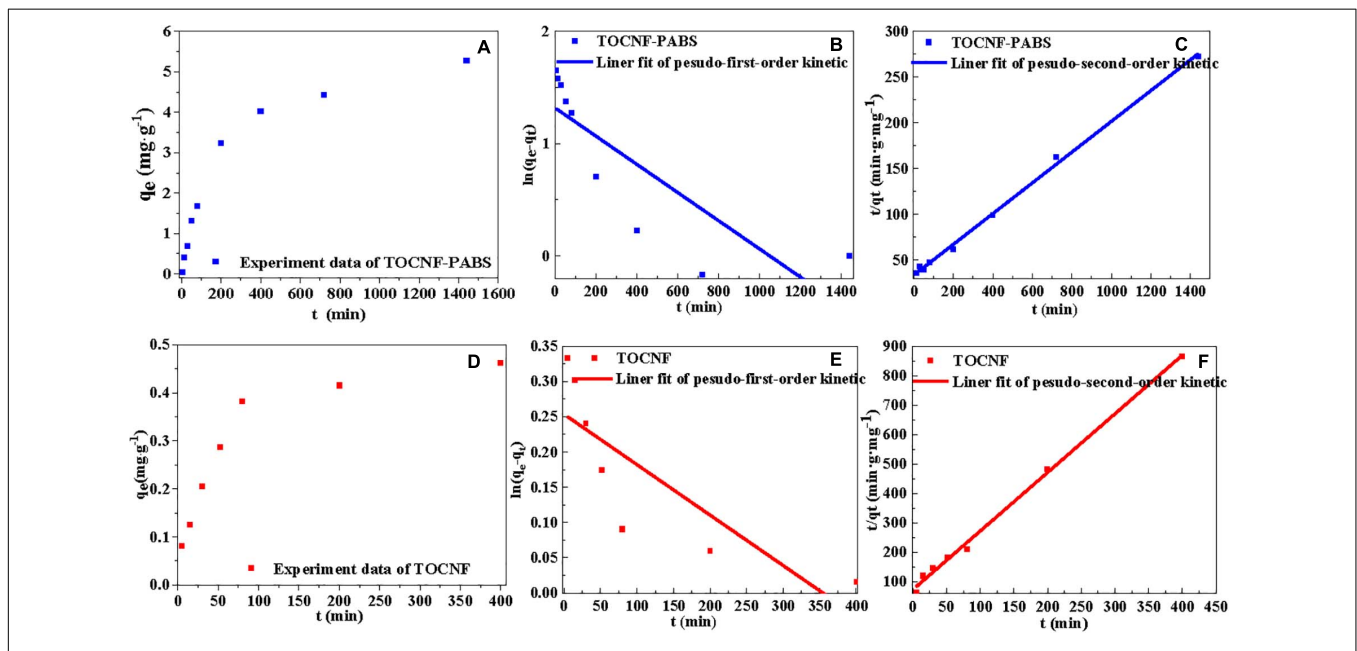 A
6
5
4
3
2
1
0
qe (mg·g-1)
Experiment data of TOCNF-PABS
0 200 400 600 800 1000 1200 1400 1600
t (min)
B
TOCNF-PABS
Liner fit of pesudo-first-order kinetic
2
1
0
ln(qe-qt)
0 200 400 600 800 1000 1200 1400
t (min)
C
TOCNF-PABS
Liner fit of pesudo-second-order kinetic
300
250
200
150
100
50
t/qt (min·g·mg-1)
0 200 400 600 800 1000 1200 1400
t (min)
D
0.5
0.4
0.3
0.2
0.1
0.0
qe(mg·g-1)
Experiment data of TOCNF
0 50 100 150 200 250 300 350 400
t (min)
E
TOCNF
Liner fit of pesudo-first-order kinetic
0.35
0.30
0.25
0.20
0.15
0.10
0.05
0.00
ln(qe-qt)
0 50 100 150 200 250 300 350 400
t (min)
F
TOCNF
Liner fit of pesudo-second-order kinetic
900
800
700
600
500
400
300
200
100
t/qt (min·g·mg-1)
0 50 100 150 200 250 300 350 400 450
t (min)